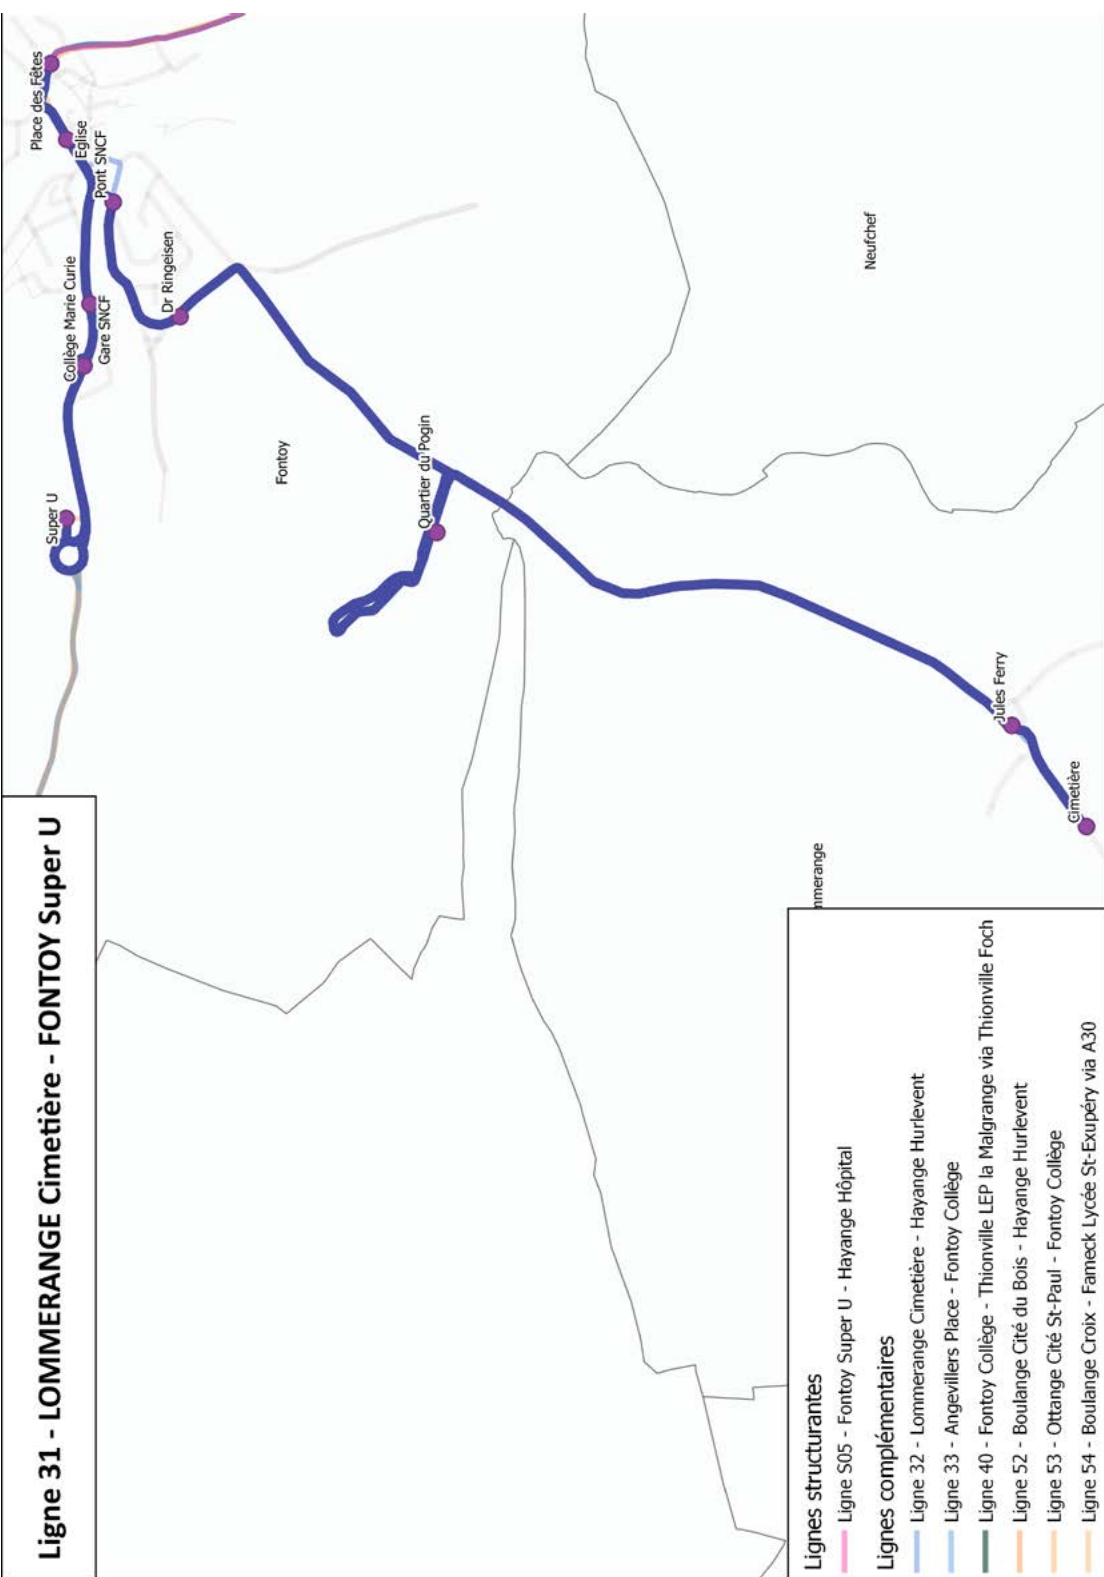 Ligne 31 - LOMMERANGE Cimetière - FONTOY Super U
Place des Fêtes
Eglise
Pont SNCF
Collège Marie Curie
Gare SNCF
Dr Ringeisen
Super U
Fontoy
Neufchef
Quartier du Pogin
Jules Ferry
Cimetière
mmerange
Lignes structurantes
Ligne S05 - Fontoy Super U - Hayange Hôpital
Lignes complémentaires
Ligne 32 - Lommerange Cimetière - Hayange Hurlevent
Ligne 33 - Angevillers Place - Fontoy Collège
Ligne 40 - Fontoy Collège - Thionville LEP la Malgrange via Thionville Foch
Ligne 52 - Boulange Cité du Bois - Hayange Hurlevent
Ligne 53 - Ottange Cité St-Paul - Fontoy Collège
Ligne 54 - Boulange Croix - Fameck Lycée St-Exupéry via A30